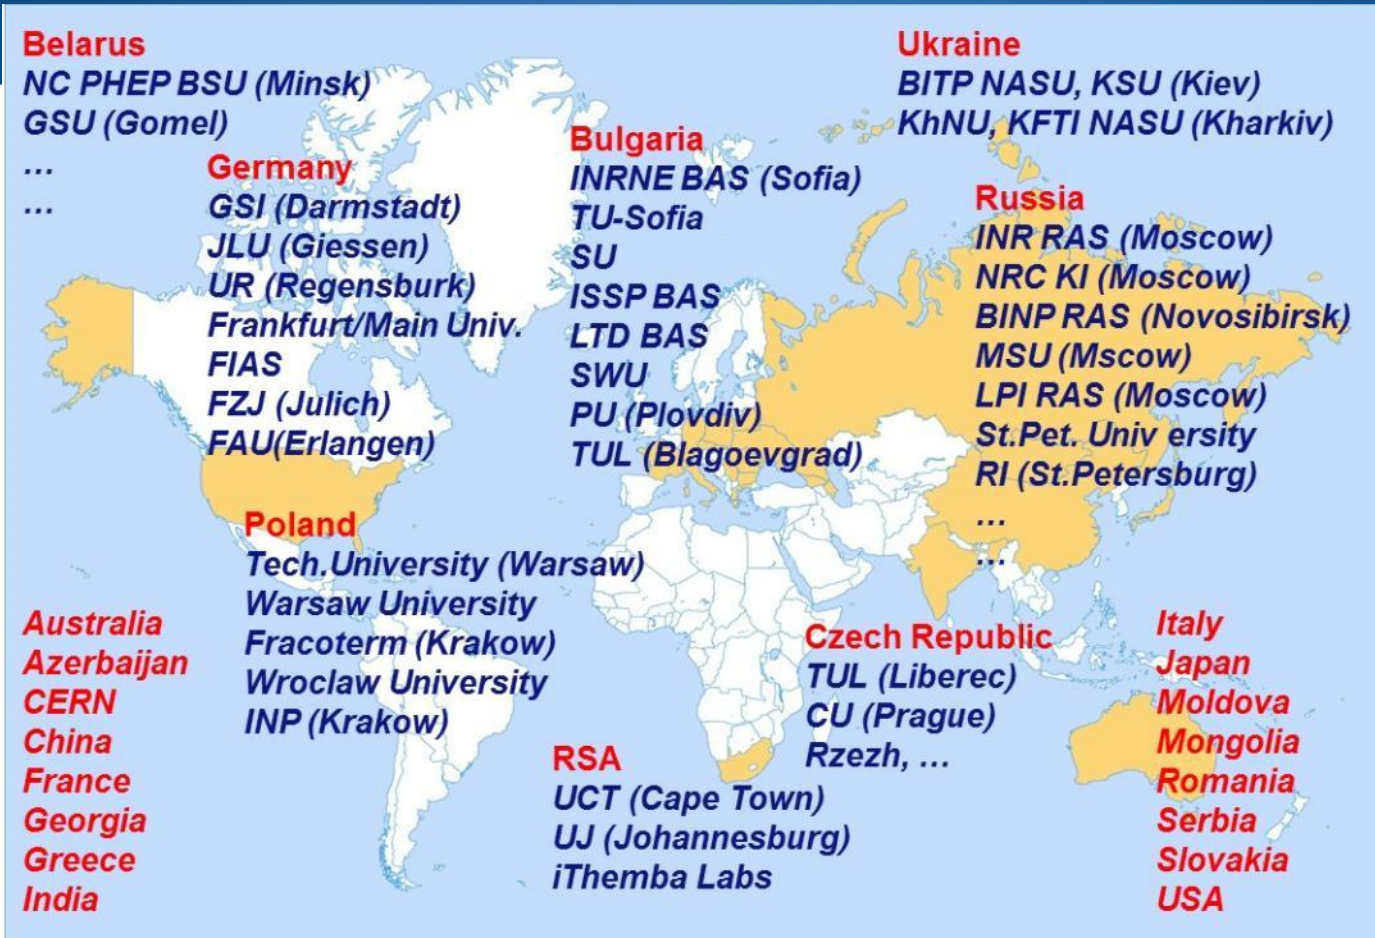 Belarus
NC PHEP BSU (Minsk)
GSU (Gomel)
...
...
Germany
GSI (Darmstadt)
JLU (Giessen)
UR (Regensburk)
Frankfurt/Main Univ.
FIAS
FZJ (Julich)
FAU(Erlangen)
Bulgaria
INRNE BAS (Sofia)
TU-Sofia
SU
ISSP BAS
LTD BAS
SWU
PU (Plovdiv)
TUL (Blagoevgrad)
Ukraine
BITP NASU, KSU (Kiev)
KhNU, KFTI NASU (Kharkiv)
Russia
INR RAS (Moscow)
NRC KI (Moscow)
BINP RAS (Novosibirsk)
MSU (Mscow)
LPI RAS (Moscow)
St.Pet. Univ ersity
RI (St.Petersburg)
...
...
Poland
Tech.University (Warsaw)
Warsaw University
Fracoterm (Krakow)
Wroclaw University
INP (Krakow)
Australia
Azerbaijan
CERN
China
France
Georgia
Greece
India
RSA
UCT (Cape Town)
UJ (Johannesburg)
iThemba Labs
Czech Republic
TUL (Liberec)
CU (Prague)
Rzezh, ...
Italy
Japan
Moldova
Mongolia
Romania
Serbia
Slovakia
USA